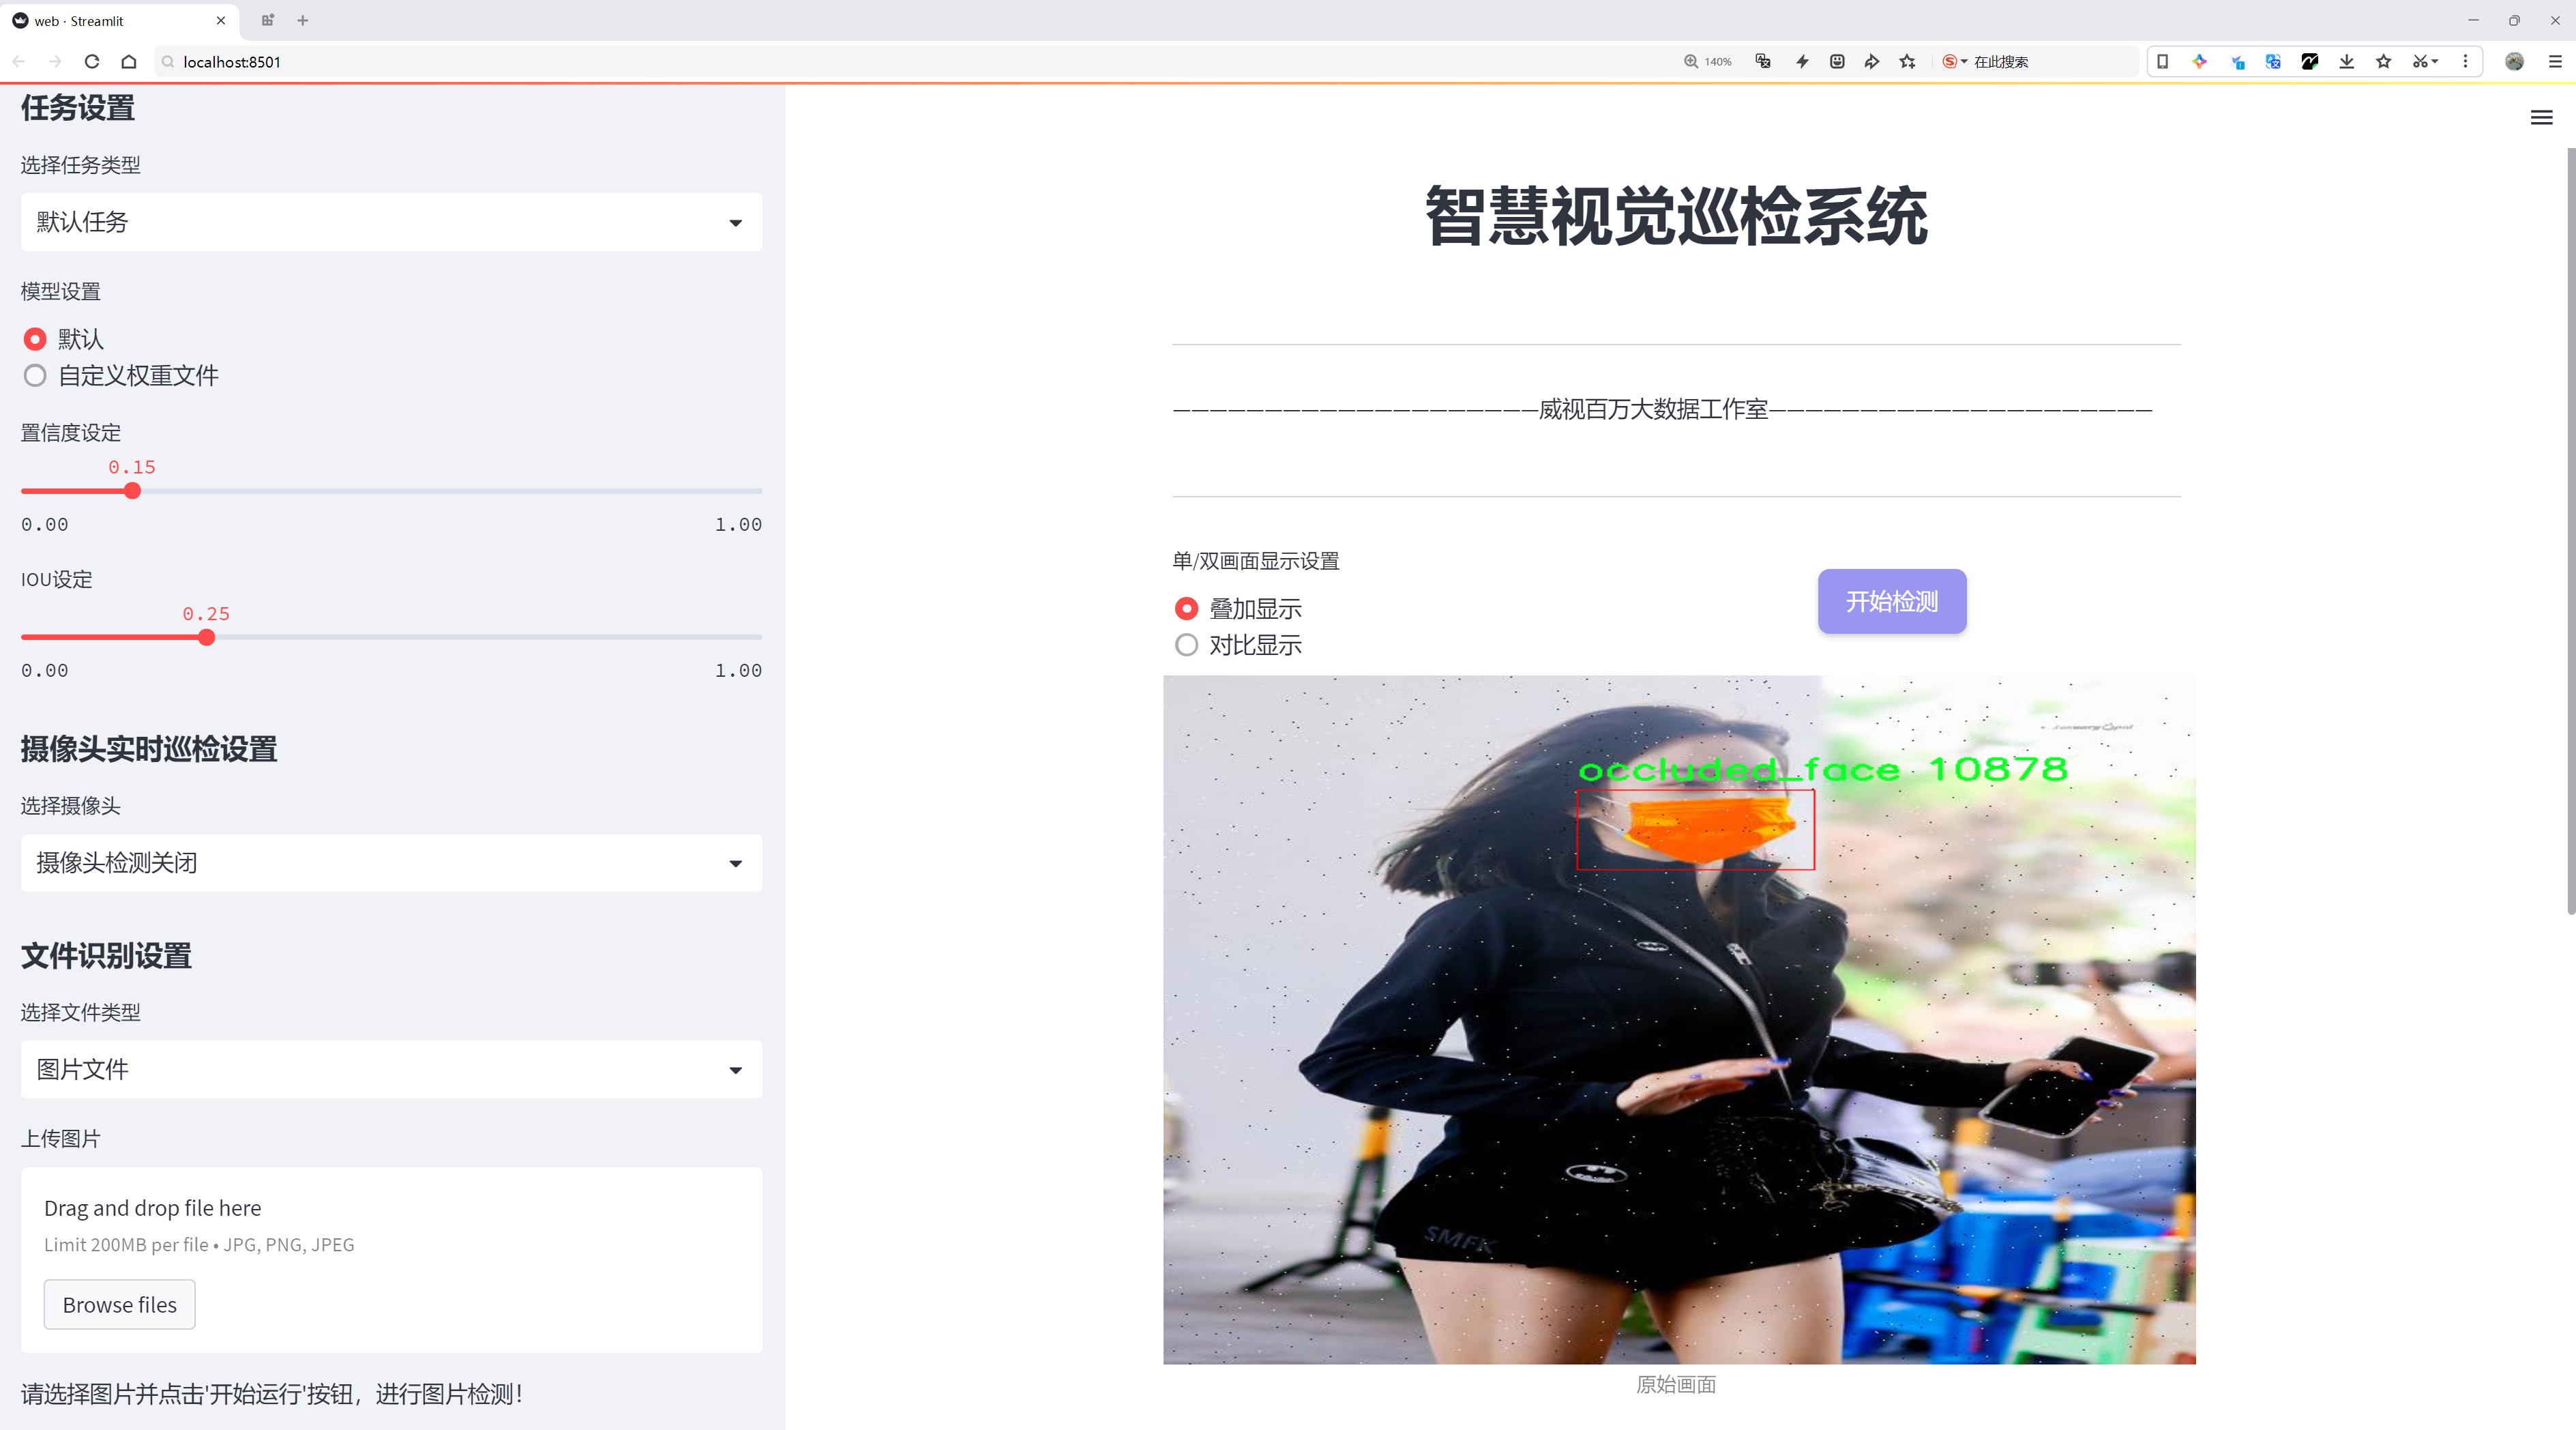 web · Streamlit
localhost:8501
140%
在此搜索
任务设置
选择任务类型
默认任务
模型设置
默认
自定义权重文件
置信度设定
0.15
0.00
1.00
IOU设定
0.25
0.00
1.00
摄像头实时巡检设置
选择摄像头
摄像头检测关闭
文件识别设置
选择文件类型
图片文件
上传图片
Drag and drop file here
Limit 200MB per file • JPG, PNG, JPEG
Browse files
请选择图片并点击'开始运行'按钮，进行图片检测！
智慧视觉巡检系统
————————————————————威视百万大数据工作室—————————————————————
单/双画面显示设置
叠加显示
对比显示
开始检测
occluded_face 10878
SMFK
原始画面